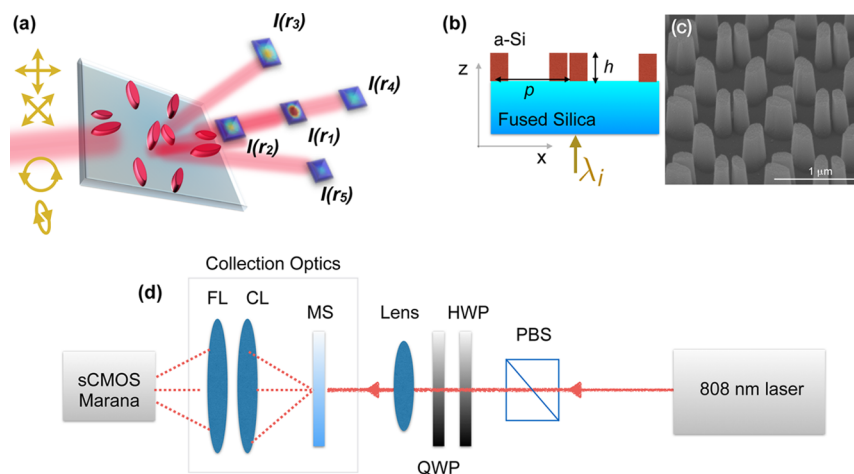 (a)
I(r3)
I(r4)
I(r1)
I(r2)
I(r5)
(b)
a-Si
z
h
p
Fused Silica
x
λi
(c)
1 μm
(d)
Collection Optics
FL CL MS Lens HWP PBS
sCMOS
Marana
808 nm laser
QWP